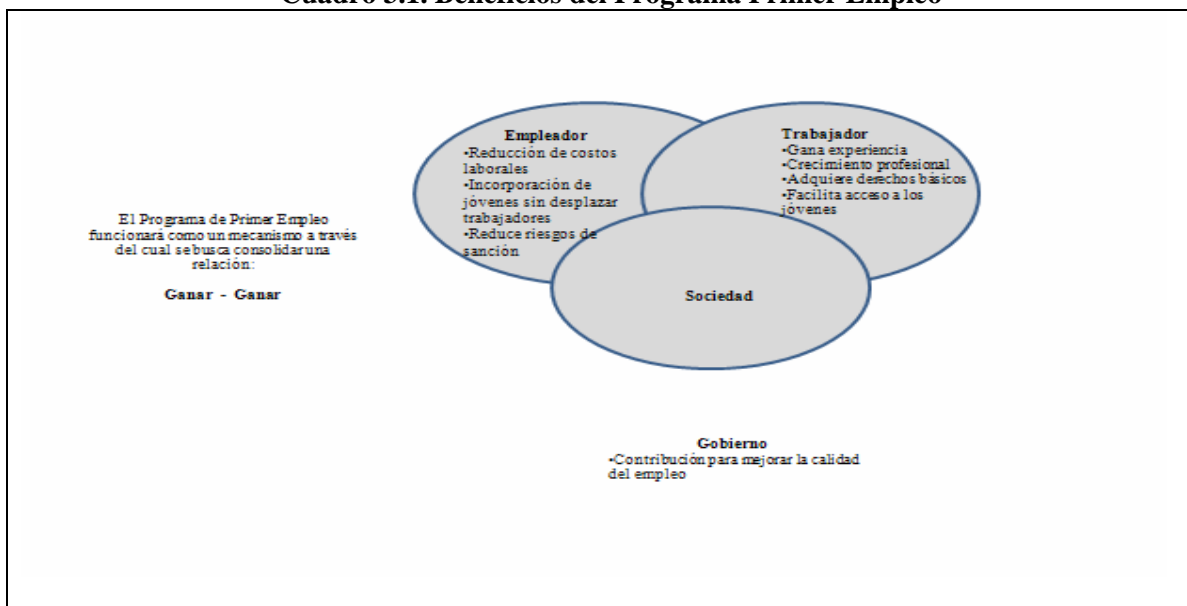 Cuadro 5.1. Beneficios del Programa Primer Empleo
El Programa de Primer Empleo
funcionará como un mecanismo a través
del cual se busca consolidar una
relación:
Ganar - Ganar
Empleador
•Reducción de costos
laborales
•Incorporación de
jóvenes sin desplazar
trabajadores
•Reduce riesgos de
sanción
Trabajador
•Gana experiencia
•Crecimiento profesional
•Adquiere derechos básicos
•Facilita acceso a los
jóvenes
Sociedad
Gobierno
•Contribución para mejorar la calidad
del empleo